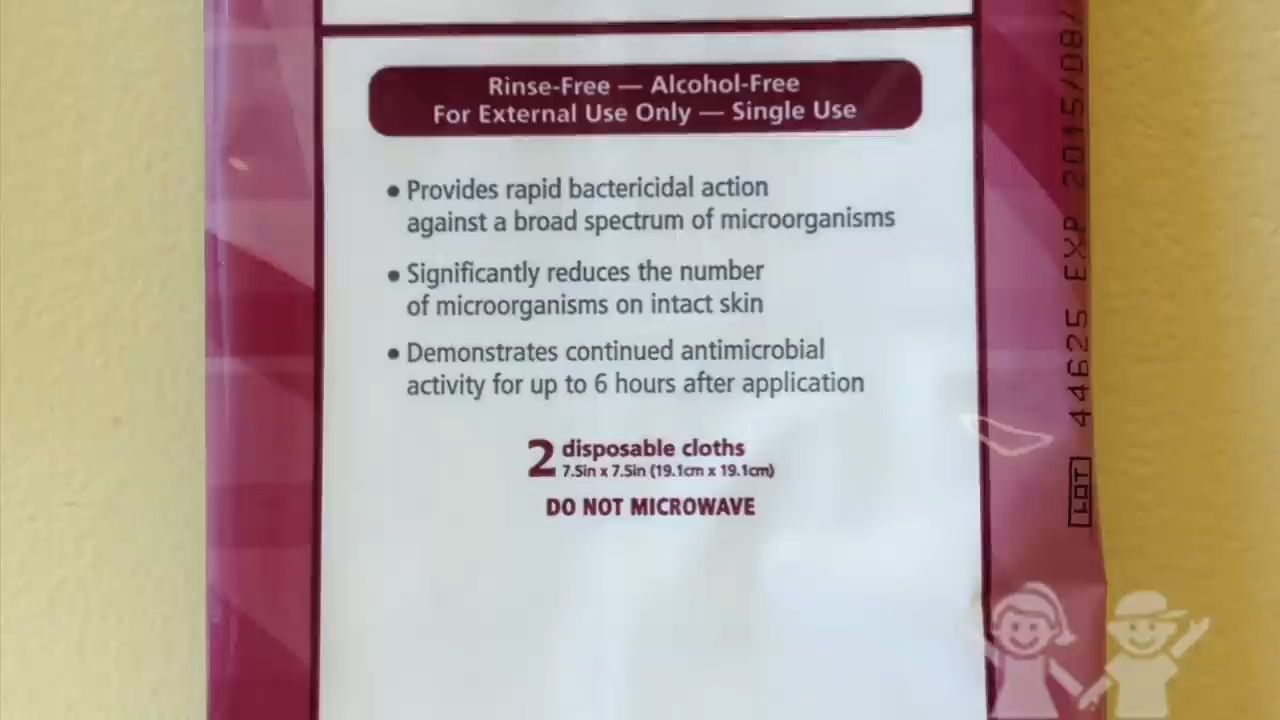 Rinse-Free — Alcohol-Free
For External Use Only — Single Use
• Provides rapid bactericidal action
against a broad spectrum of microorganisms
• Significantly reduces the number
of microorganisms on intact skin
• Demonstrates continued antimicrobial
activity for up to 6 hours after application
2 disposable cloths
7.5in x 7.5in (19.1cm x 19.1cm)
DO NOT MICROWAVE
LOT 44625 EXP 2015/08/